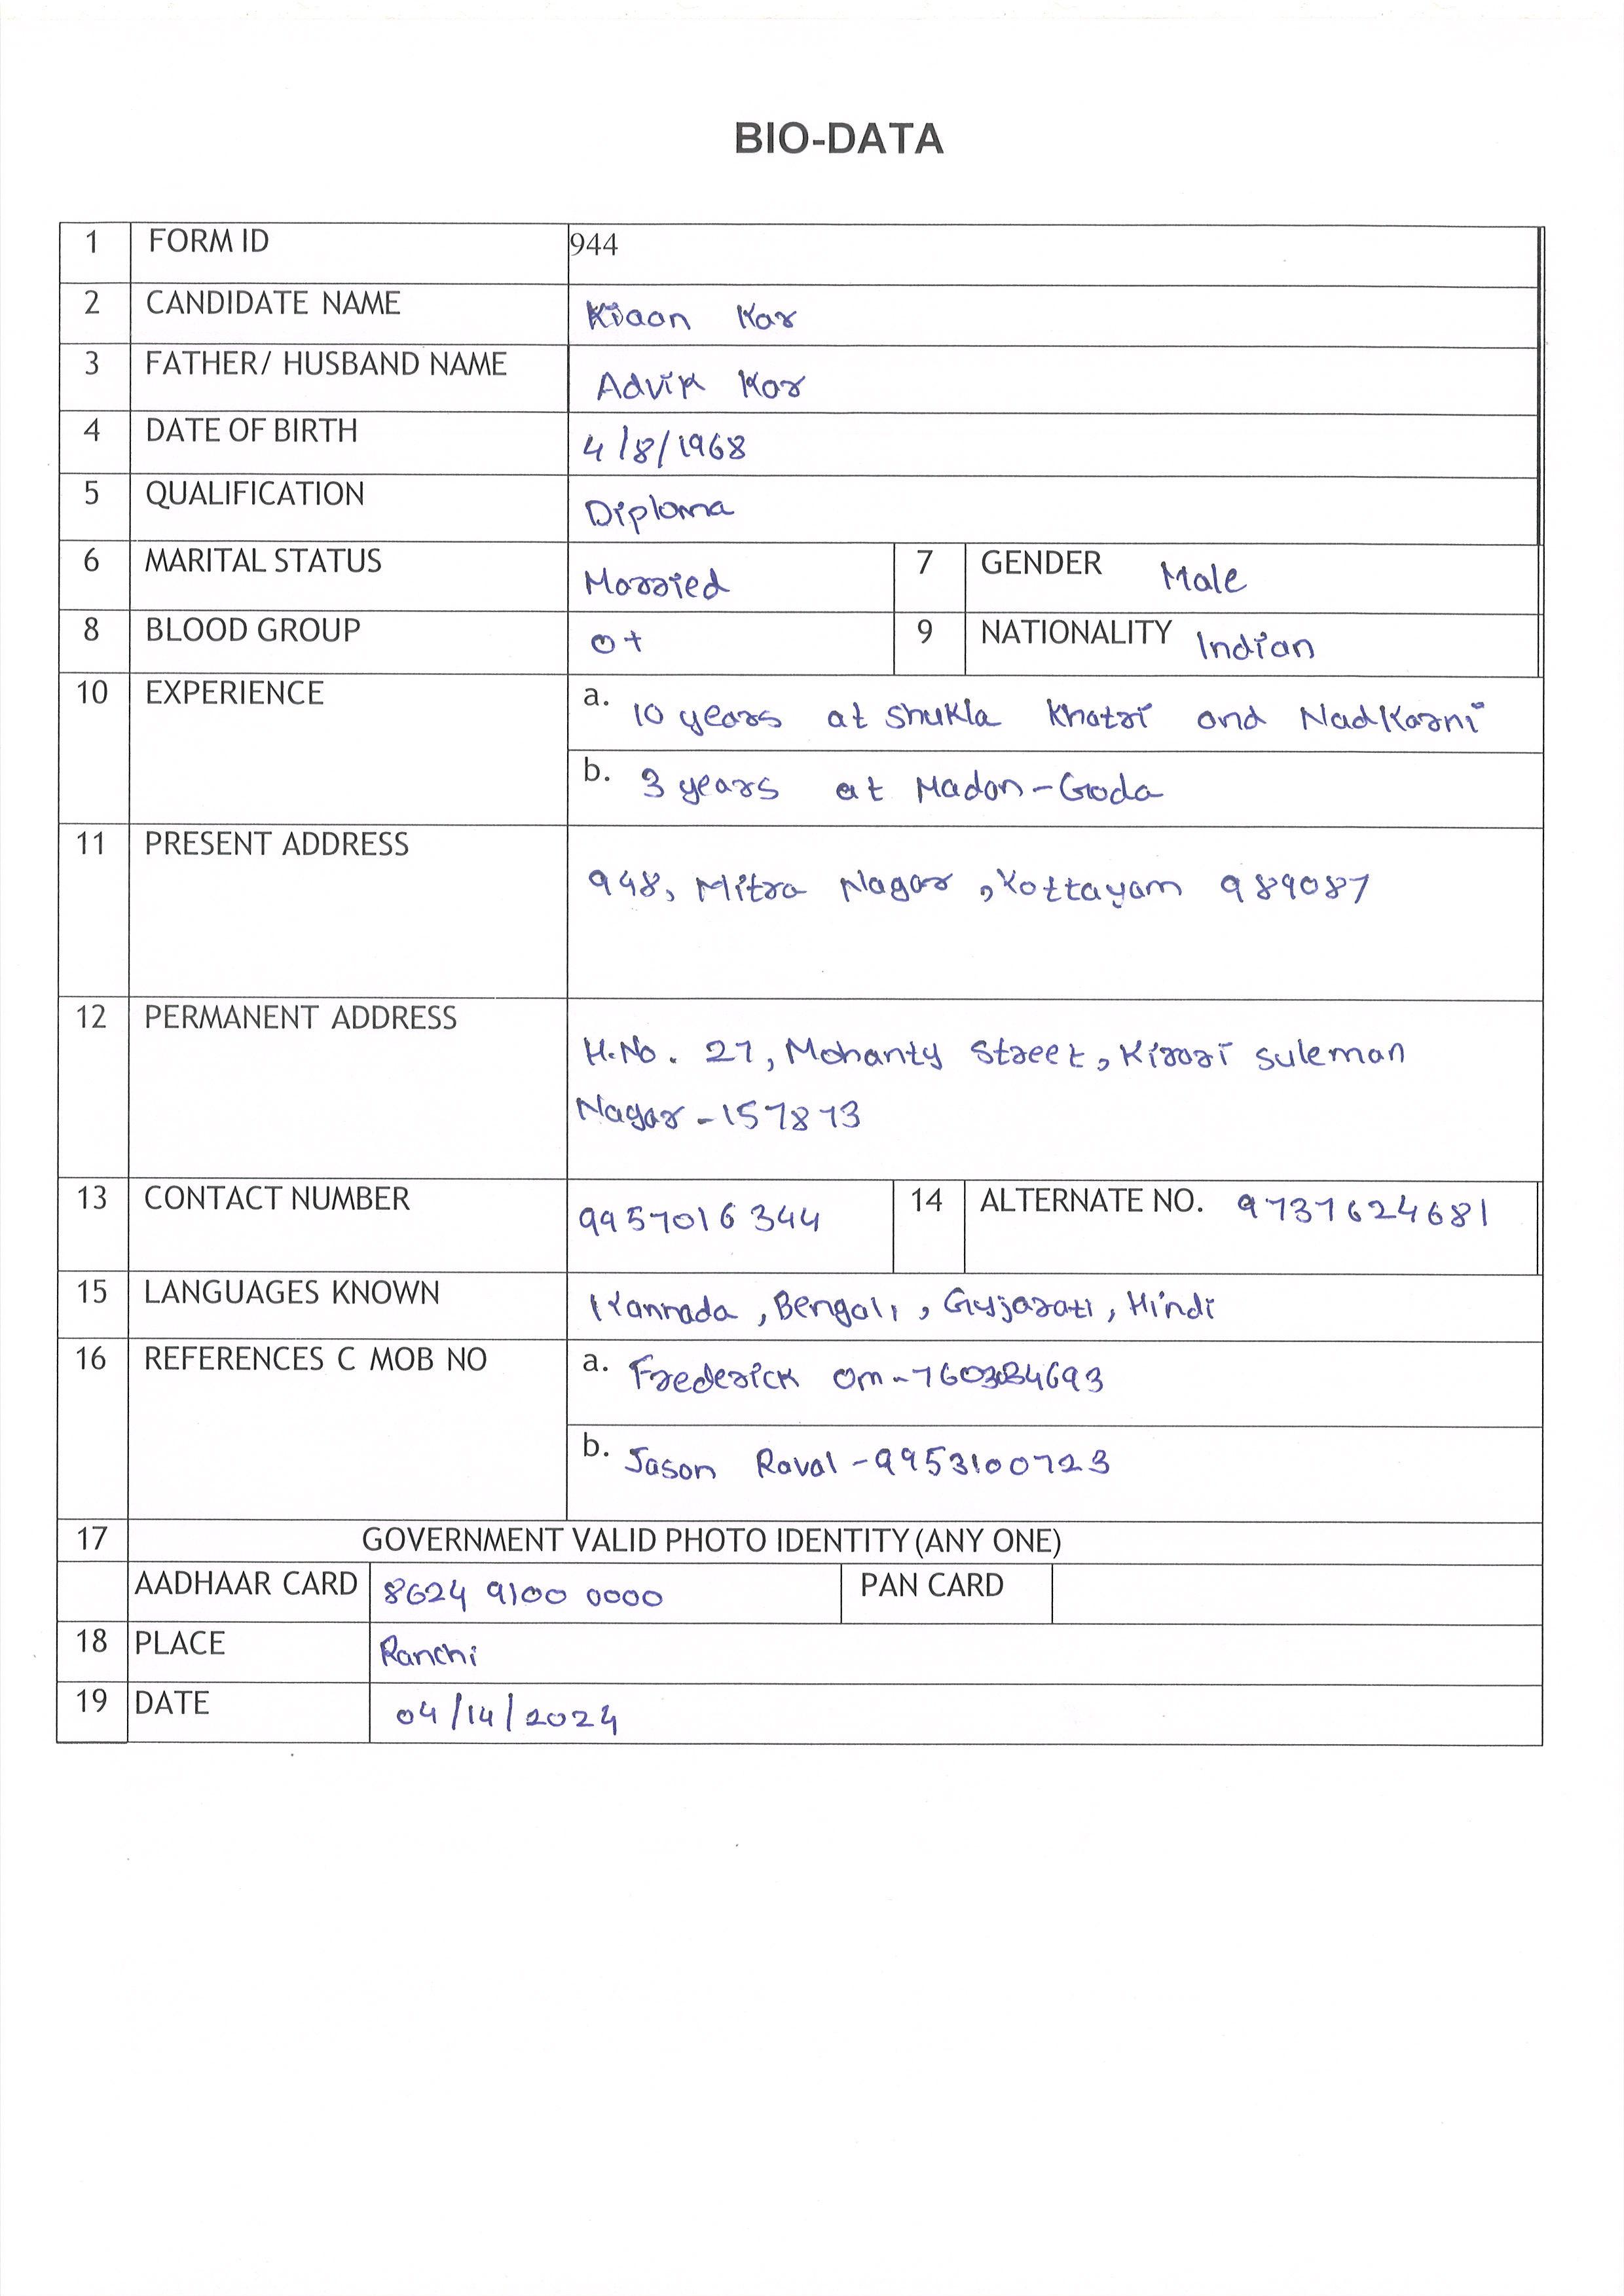 BIO-DATA
1 FORM ID 944
2 CANDIDATE NAME Kiaan Kar
3 FATHER/ HUSBAND NAME Advik Kar
4 DATE OF BIRTH 4/8/1968
5 QUALIFICATION Diploma
6 MARITAL STATUS Married 7 GENDER Male
8 BLOOD GROUP O+ 9 NATIONALITY Indian
10 EXPERIENCE a. 10 years at Shukla Khatri and Nadkarni
b. 3 years at Madan-Goda
11 PRESENT ADDRESS
948, Mitra Nagar, Kottayam 989087
12 PERMANENT ADDRESS
H.No. 27, Mohanty Street, Kirari Suleman
Nagar-157873
13 CONTACT NUMBER 9957016344 14 ALTERNATE NO. 9737624681
15 LANGUAGES KNOWN Kannada, Bengali, Gujarati, Hindi
16 REFERENCES C MOB NO a. Frederick Om-
b. Jason Raval-9953100723
17 GOVERNMENT VALID PHOTO IDENTITY (ANY ONE)
AADHAAR CARD 8624 9100 0000 PAN CARD
18 PLACE Ranchi
19 DATE 04/14/2024